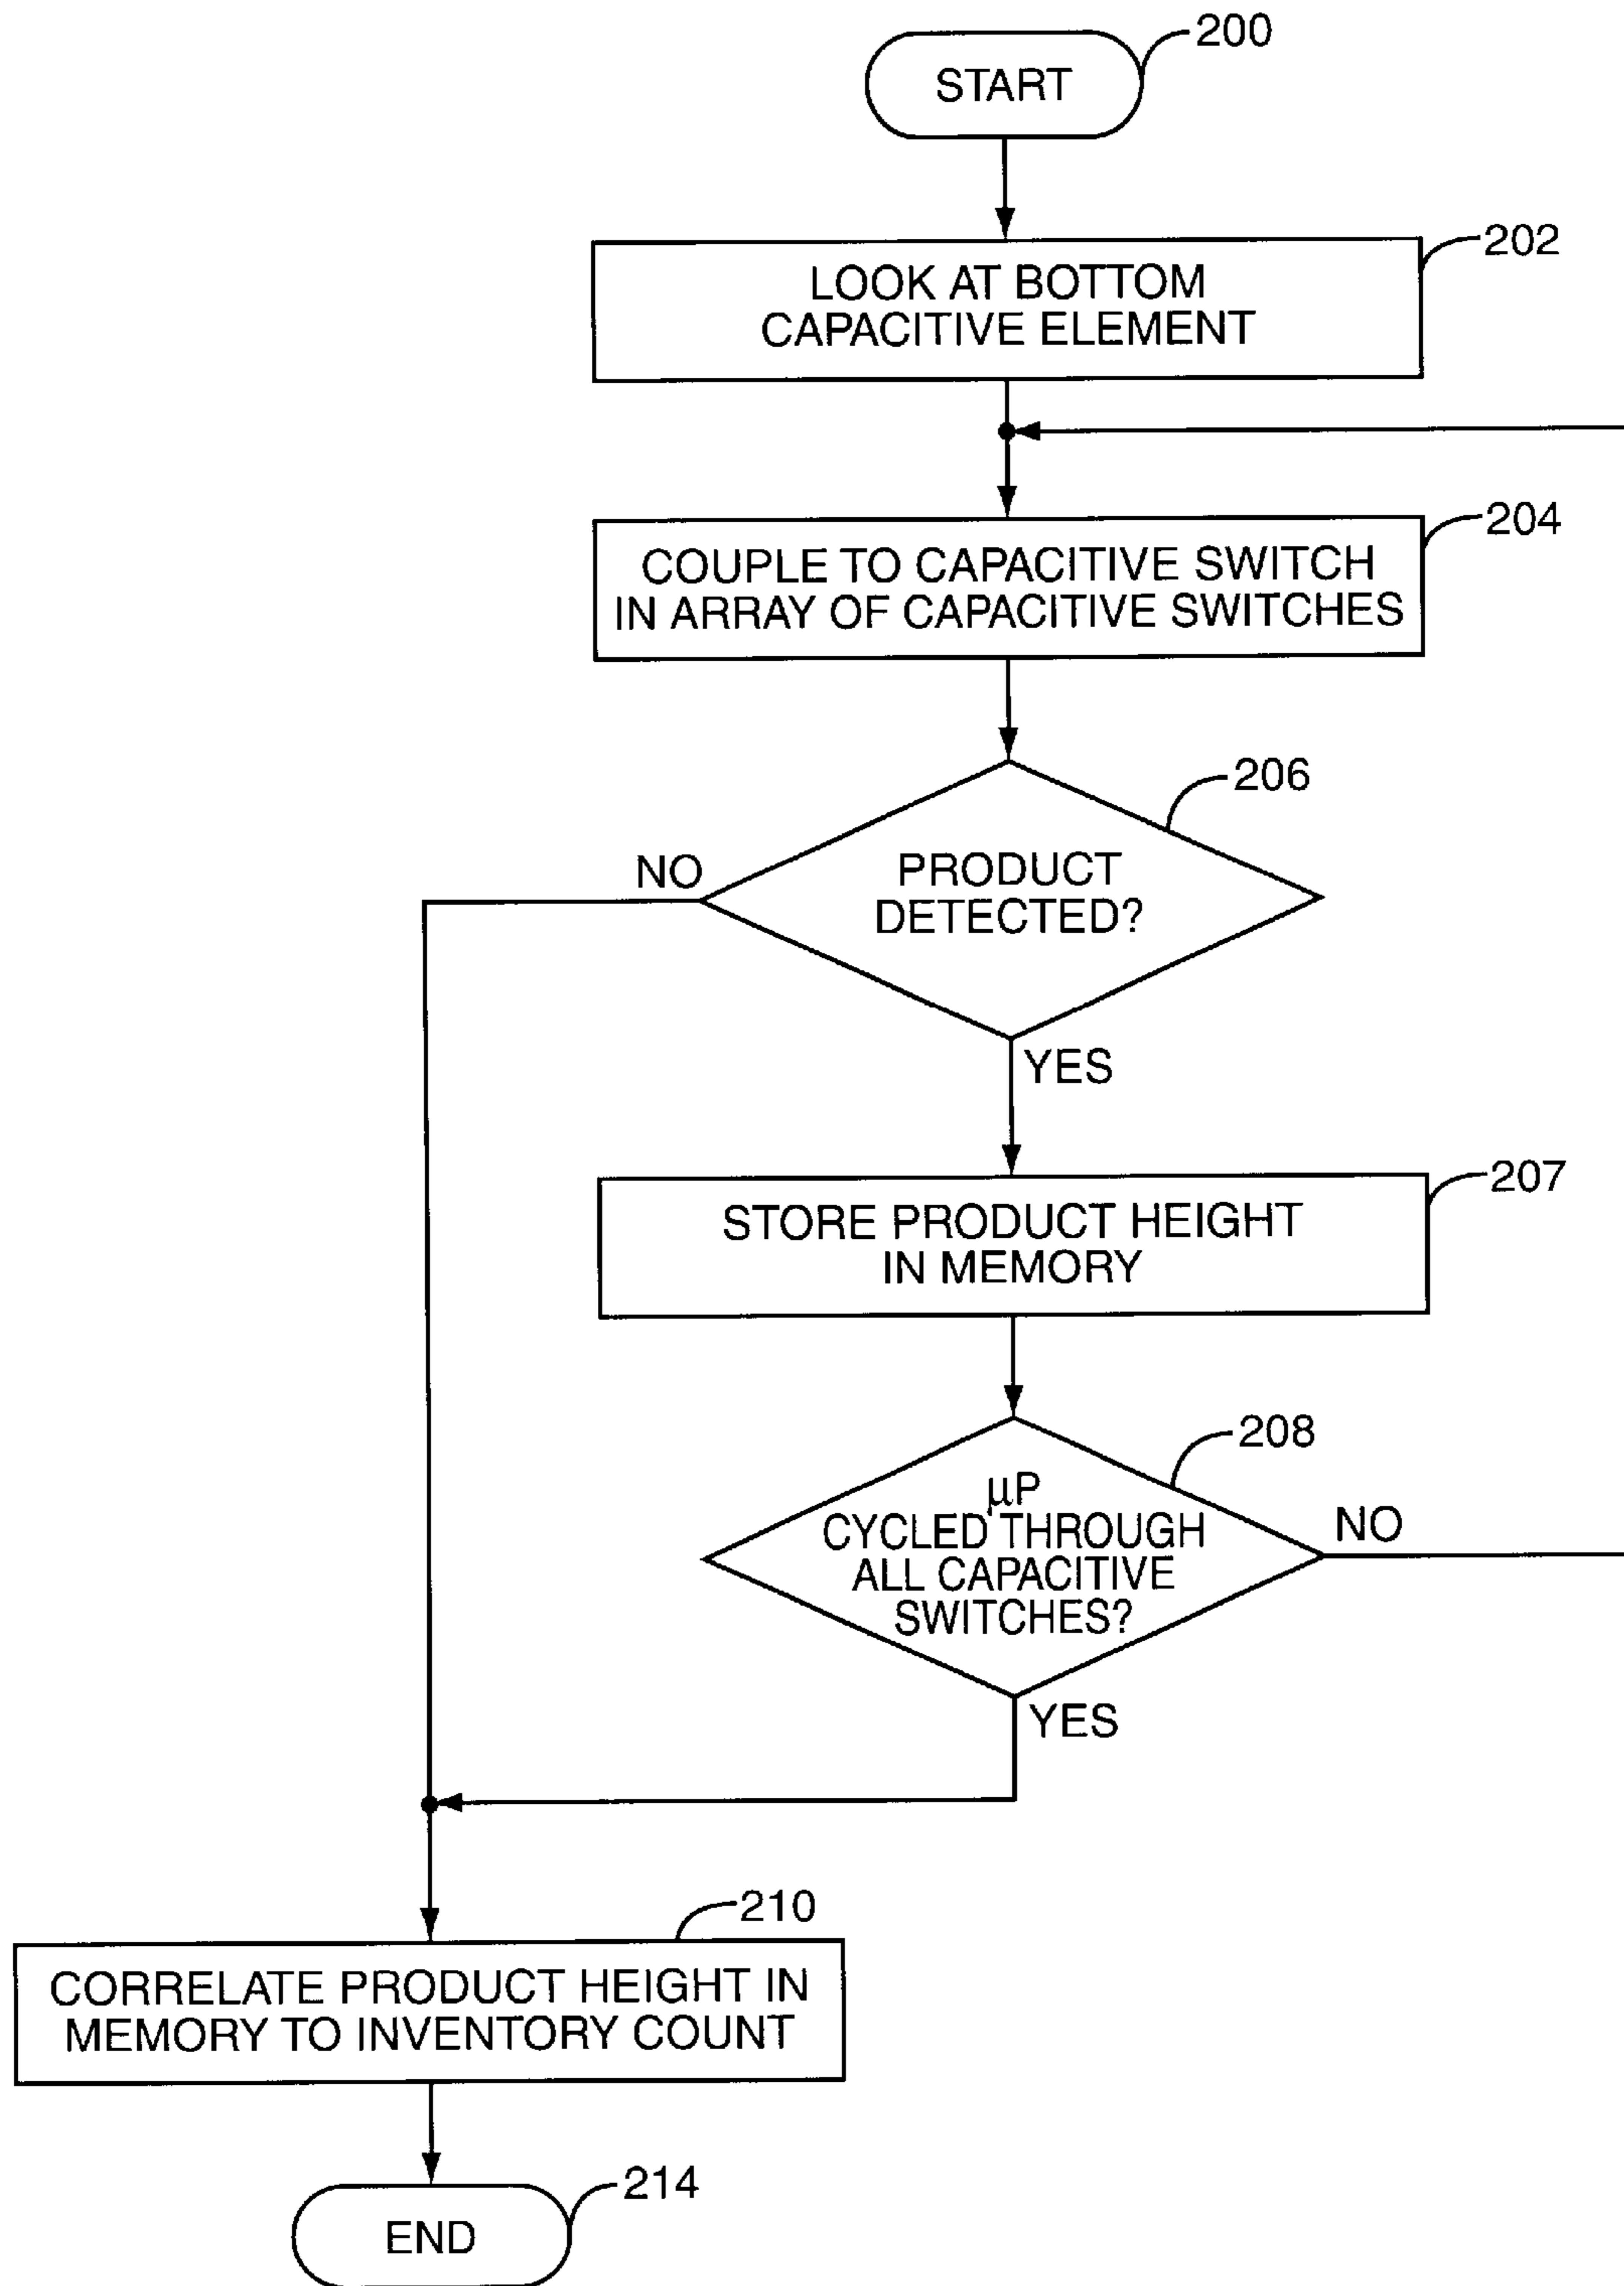 200
START
202
LOOK AT BOTTOM
CAPACITIVE ELEMENT
204
COUPLE TO CAPACITIVE SWITCH
IN ARRAY OF CAPACITIVE SWITCHES
206
NO
PRODUCT
DETECTED?
YES
207
STORE PRODUCT HEIGHT
IN MEMORY
208
µP
CYCLED THROUGH
ALL CAPACITIVE
SWITCHES?
NO
YES
210
CORRELATE PRODUCT HEIGHT IN
MEMORY TO INVENTORY COUNT
214
END